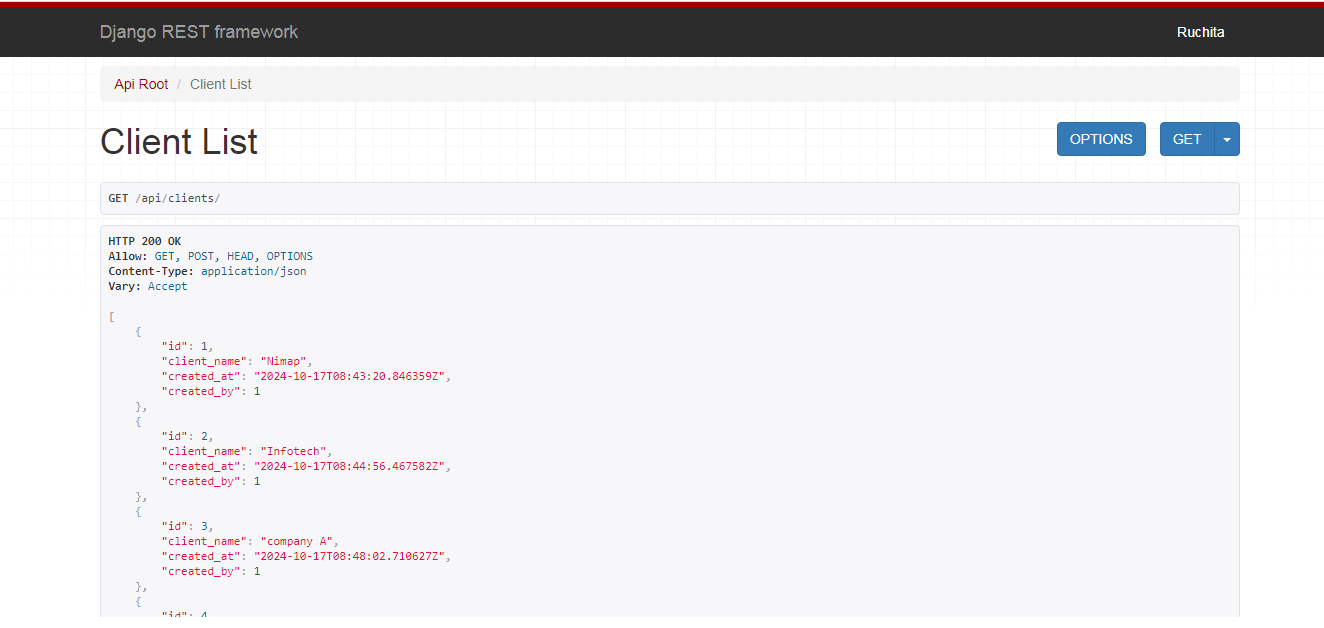 Django REST framework
Ruchita
Api Root / Client List
Client List
OPTIONS
GET
GET /api/clients/
HTTP 200 OK
Allow: GET, POST, HEAD, OPTIONS
Content-Type: application/json
Vary: Accept
[
    {
        "id": 1,
        "client_name": "Nimap",
        "created_at": "2024-10-17T08:43:20.846359Z",
        "created_by": 1
    },
    {
        "id": 2,
        "client_name": "Infotech",
        "created_at": "2024-10-17T08:44:56.467582Z",
        "created_by": 1
    },
    {
        "id": 3,
        "client_name": "company A",
        "created_at": "2024-10-17T08:48:02.710627Z",
        "created_by": 1
    },
    {
        "id": 4